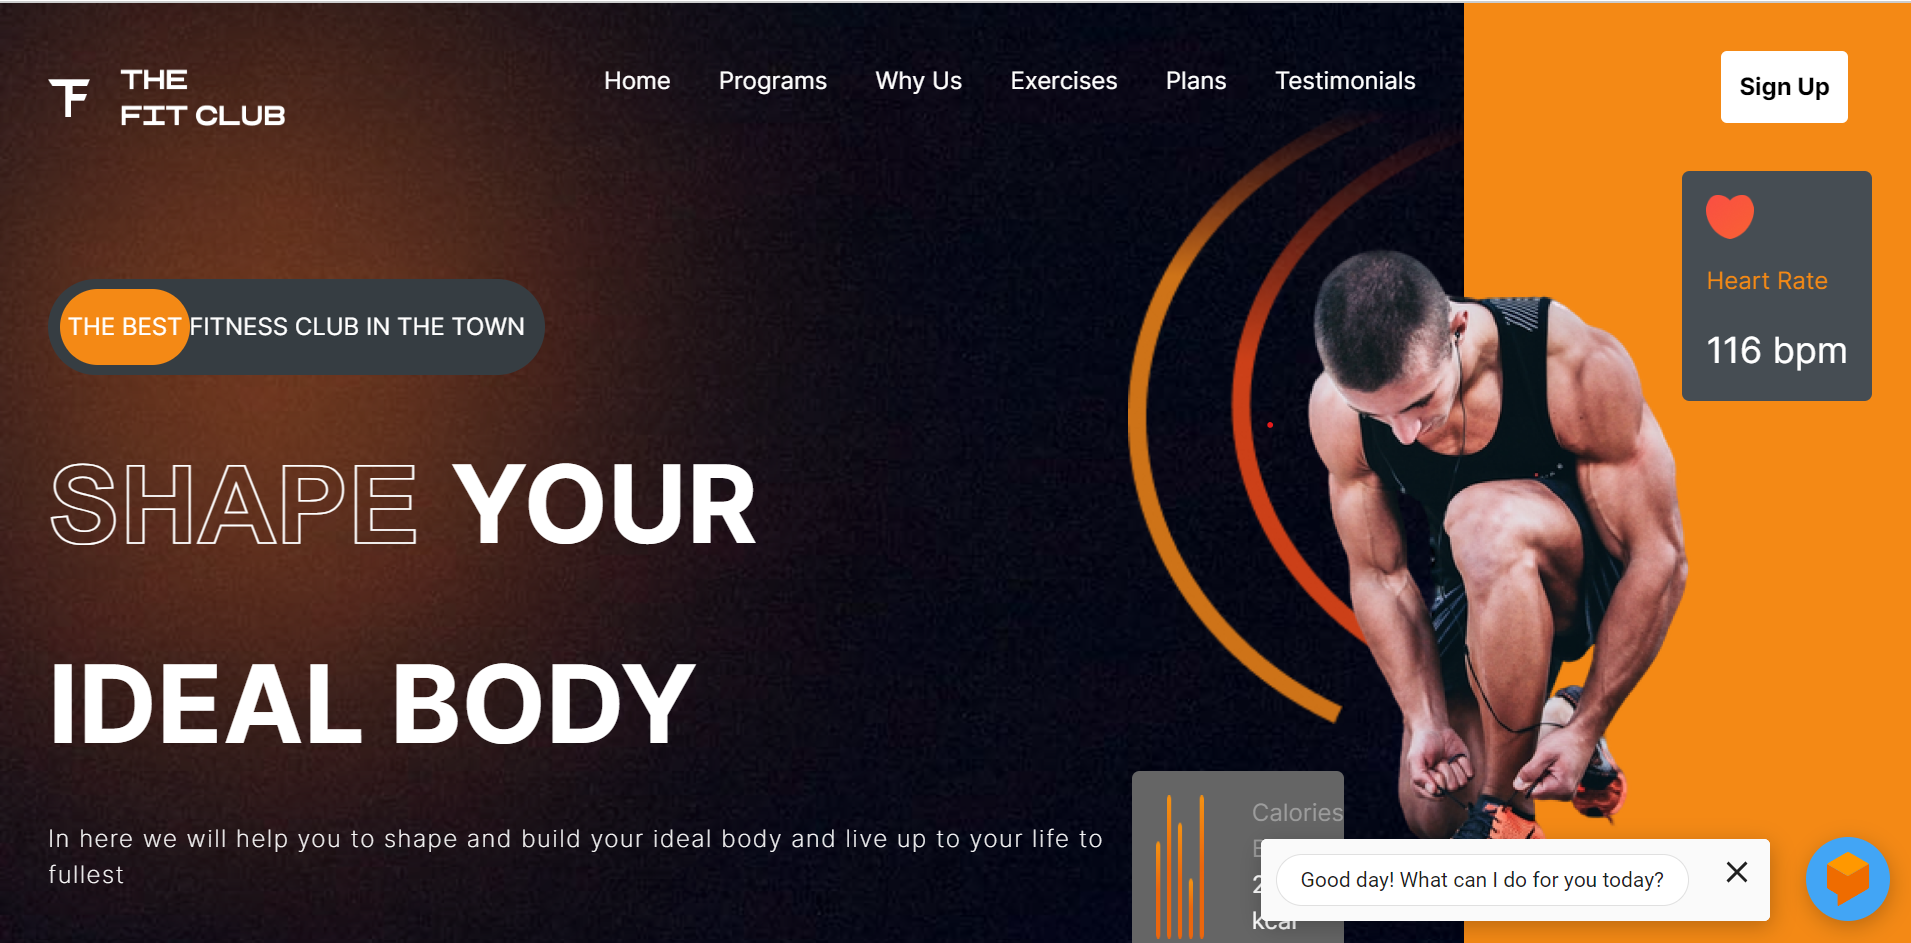 THE
FIT CLUB
Home Programs Why Us Exercises Plans Testimonials
Sign Up
Heart Rate
116 bpm
THE BEST FITNESS CLUB IN THE TOWN
SHAPE YOUR
IDEAL BODY
In here we will help you to shape and build your ideal body and live up to your life to
fullest
Calories
kcal
Good day! What can I do for you today?